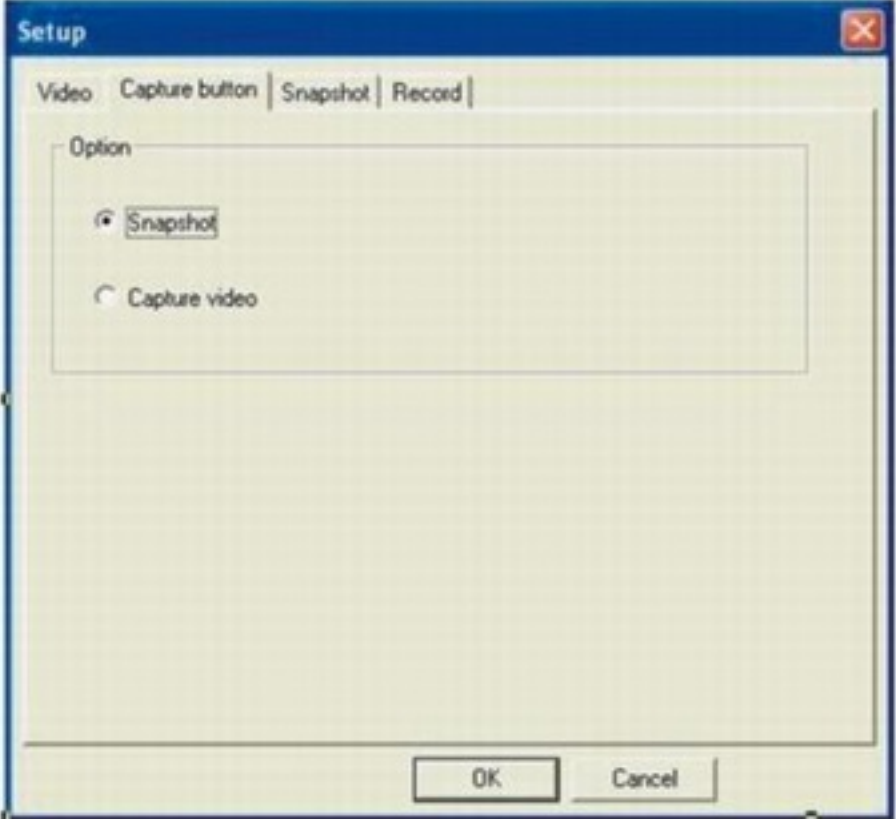 Setup
Video Capture button Snapshot Record
Option
Snapshot
Capture video
OK Cancel